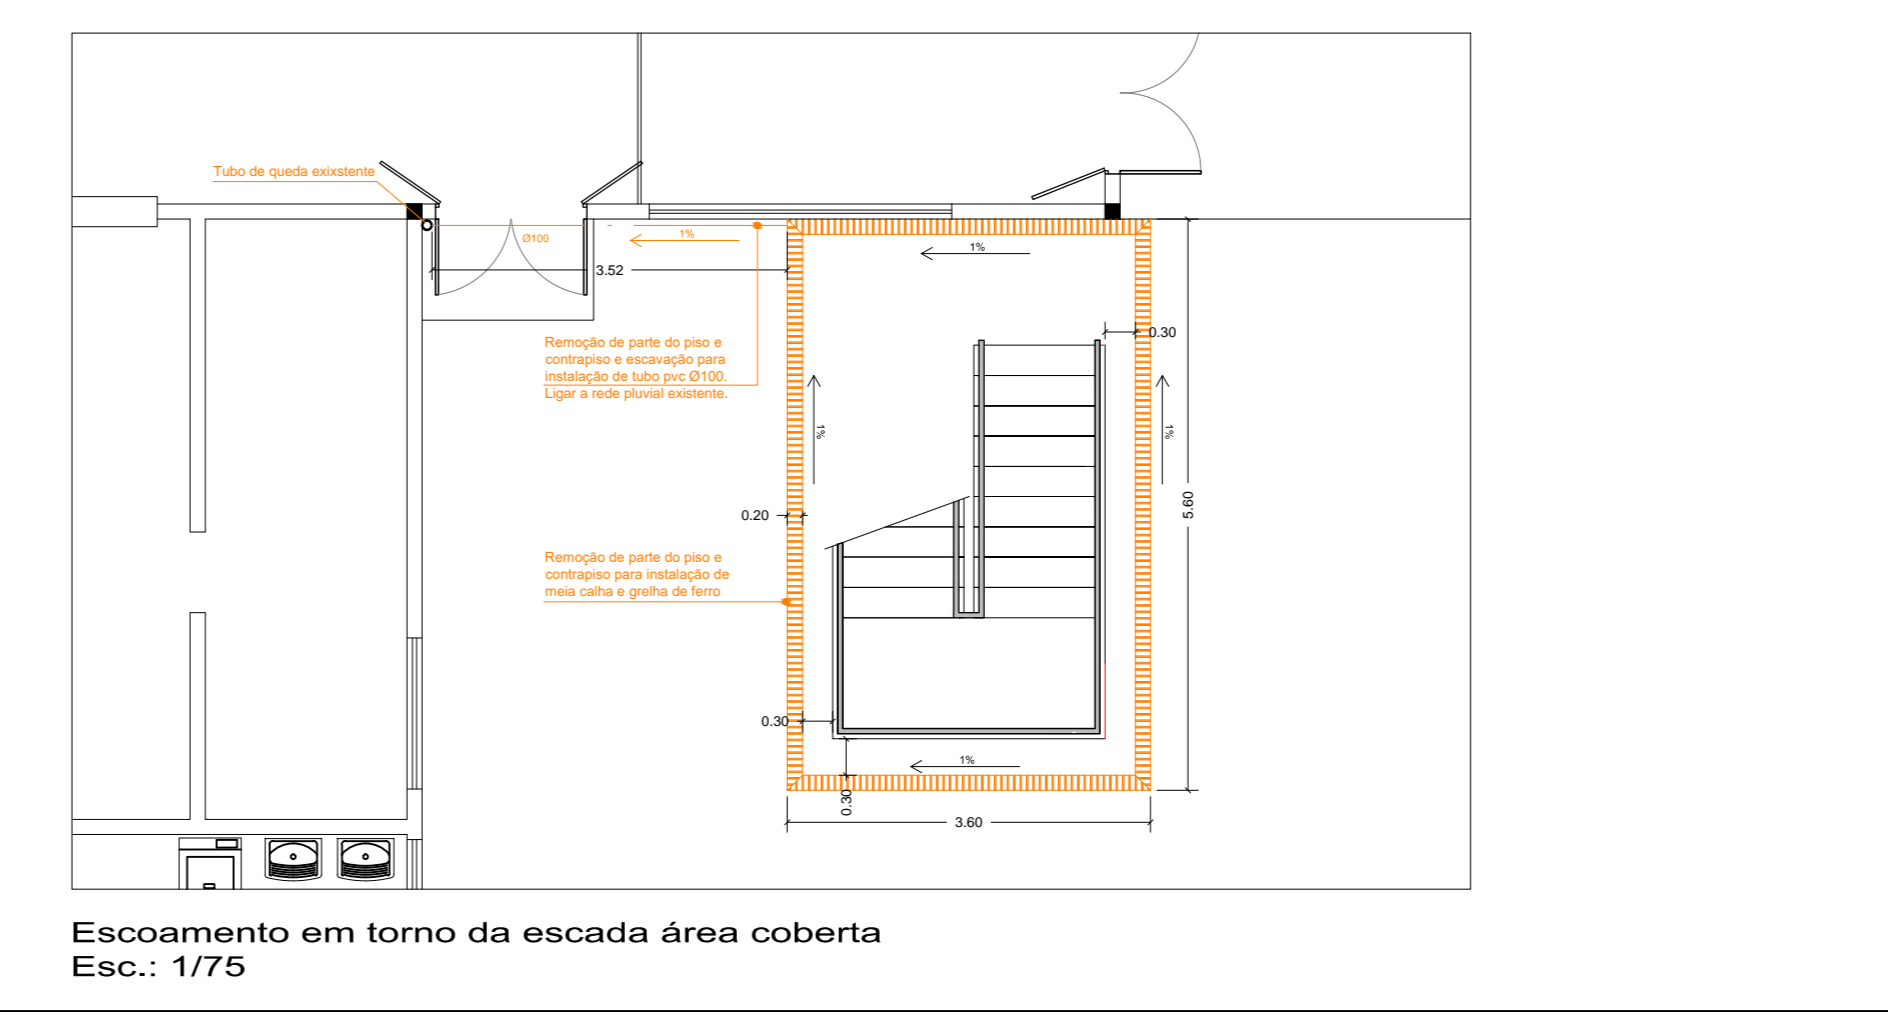 Tubo de queda exixstente
Ø100
1%
1%
3.52
0.30
Remoção de parte do piso e
contrapiso e escavação para
instalação de tubo pvc Ø100.
Ligar a rede pluvial existente.
1%
1%
5.60
0.20
Remoção de parte do piso e
contrapiso para instalação de
meia calha e grelha de ferro
0.30
1%
0.30
3.60
Escoamento em torno da escada área coberta
Esc.: 1/75